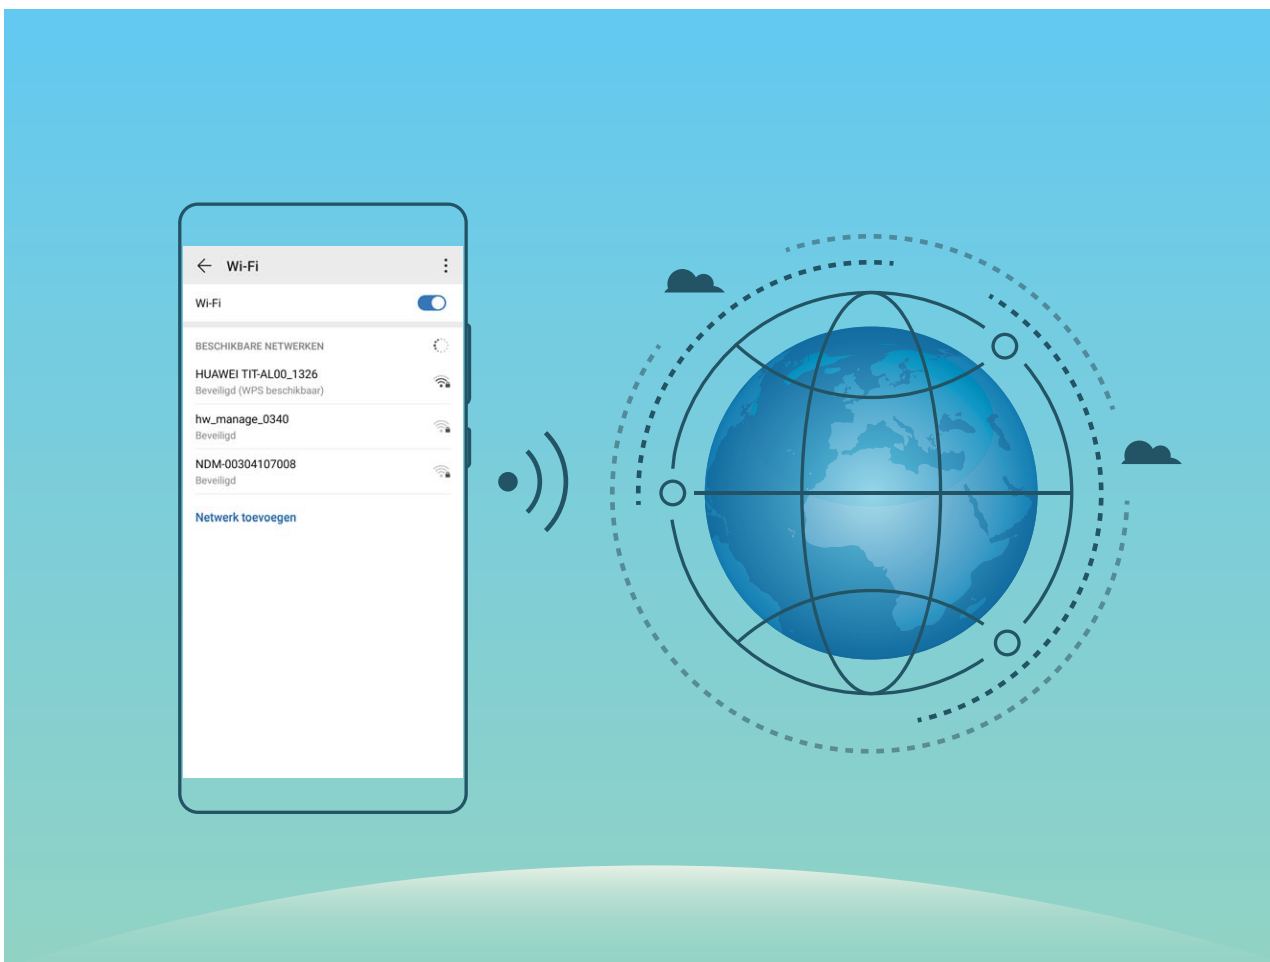 Wi-Fi
Wi-Fi
BESCHIKBARE NETWERKEN
HUAWEI TIT-AL00_1326
Beveiligd (WPS beschikbaar)
hw_manage_0340
Beveiligd
NDM-00304107008
Beveiligd
Netwerk toevoegen